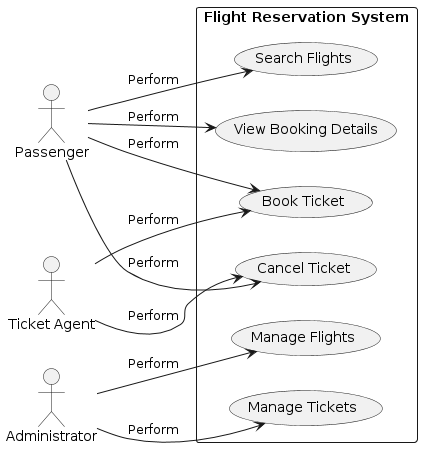 Flight Reservation System
Search Flights
Perform
Perform
View Booking Details
Perform
Passenger
Book Ticket
Perform
Perform
Cancel Ticket
Perform
Ticket Agent
Manage Flights
Perform
Manage Tickets
Perform
Administrator